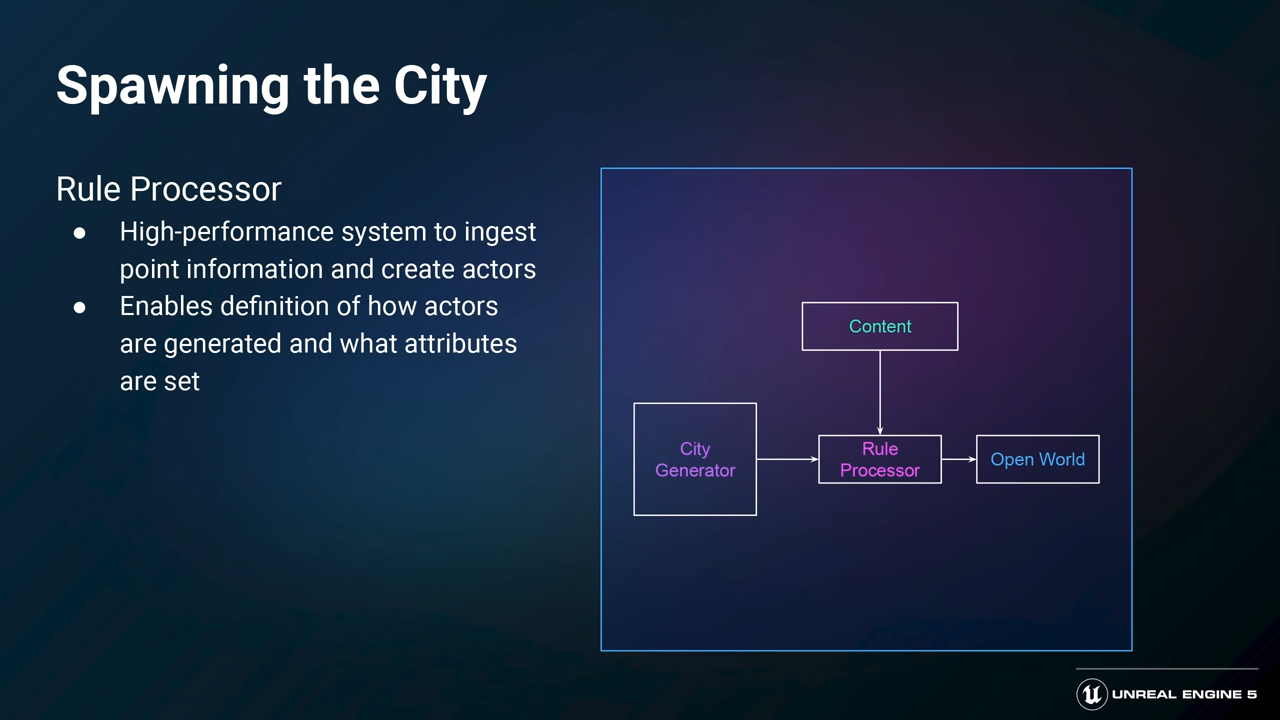 Spawning the City
Rule Processor
● High-performance system to ingest
point information and create actors
● Enables definition of how actors
are generated and what attributes
are set
Content
City
Generator
Rule
Processor
Open World
UNREAL ENGINE 5